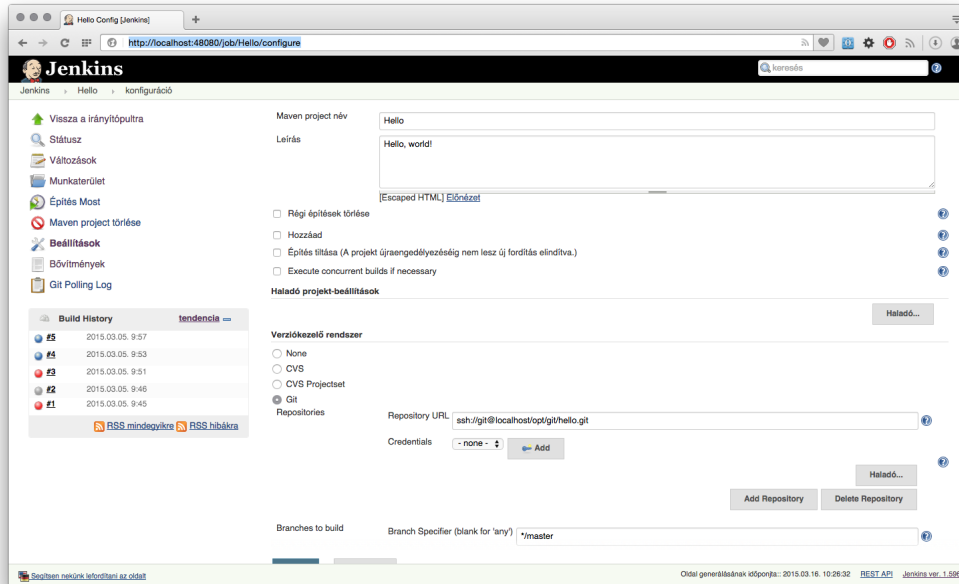 Hello Config [Jenkins]
http://localhost:48080/job/Hello/configure
Jenkins
keresés
Jenkins Hello konfiguráció
Vissza a irányítópultra
Státusz
Változások
Munkaterület
Építés Most
Maven project törlése
Beállítások
Bővítmények
Git Polling Log
Build History tendencia
#5 2015.03.05. 9:57
#4 2015.03.05. 9:53
#3 2015.03.05. 9:51
#2 2015.03.05. 9:46
#1 2015.03.05. 9:45
RSS mindegyikre RSS hibákra
Maven project név Hello
Leírás Hello, world!
[Escaped HTML] Előnézet
Régi építések törlése
Hozzáad
Építés tiltása (A projekt újraengedélyezéséig nem lesz új fordítás elindítva.)
Execute concurrent builds if necessary
Haladó projekt-beállítások
Haladó...
Verziókezelő rendszer
None
CVS
CVS Projectset
Git
Repositories
Repository URL ssh://git@localhost/opt/git/hello.git
Credentials - none - Add
Haladó...
Add Repository Delete Repository
Branches to build Branch Specifier (blank for 'any') */master
Segítsen nekünk lefordítani az oldalt
Oldal generálásának időpontja:: 2015.03.16. 10:26:32 REST API Jenkins ver. 1.596